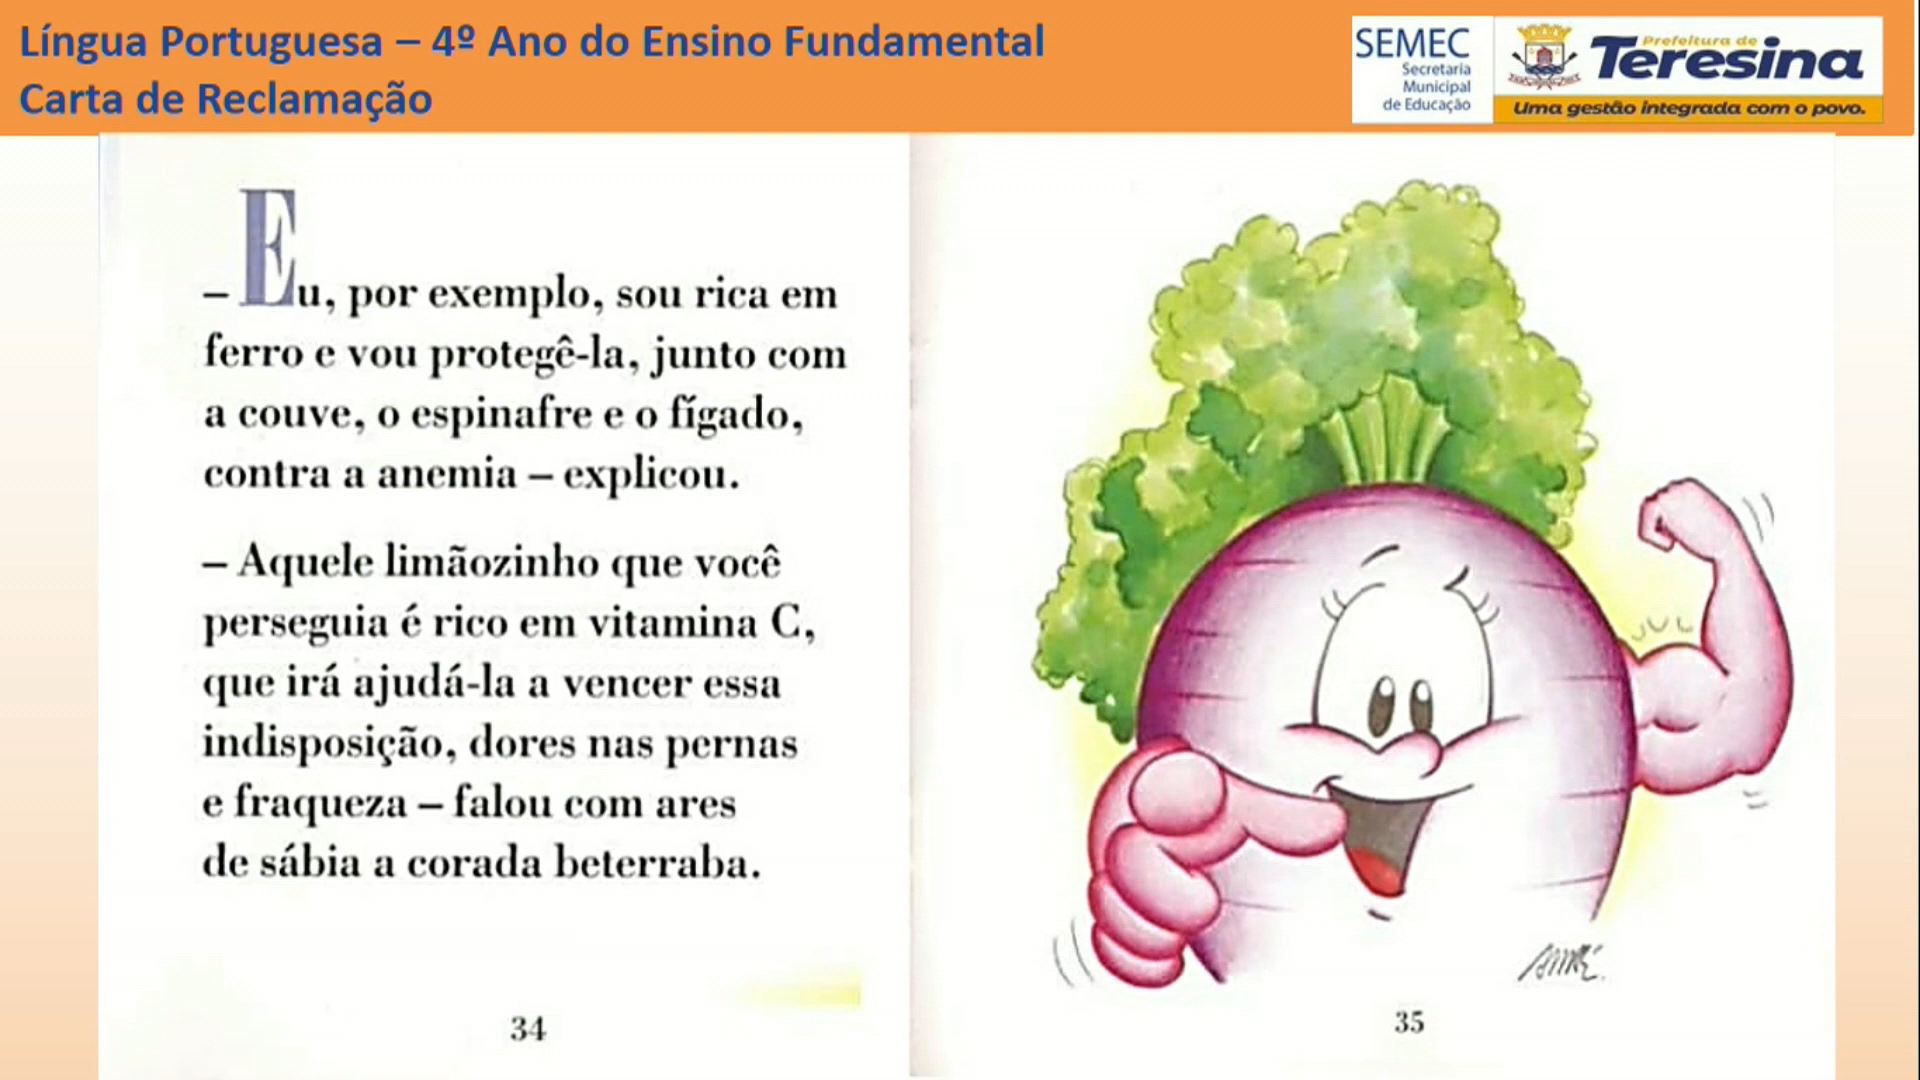 Língua Portuguesa – 4º Ano do Ensino Fundamental
Carta de Reclamação
SEMEC
Secretaria
Municipal
de Educação
Prefeitura de
Teresina
Uma gestão integrada com o povo.
– Eu, por exemplo, sou rica em
ferro e vou protegê-la, junto com
a couve, o espinafre e o fígado,
contra a anemia – explicou.
– Aquele limãozinho que você
perseguia é rico em vitamina C,
que irá ajudá-la a vencer essa
indisposição, dores nas pernas
e fraqueza – falou com ares
de sábia a corada beterraba.
34
35